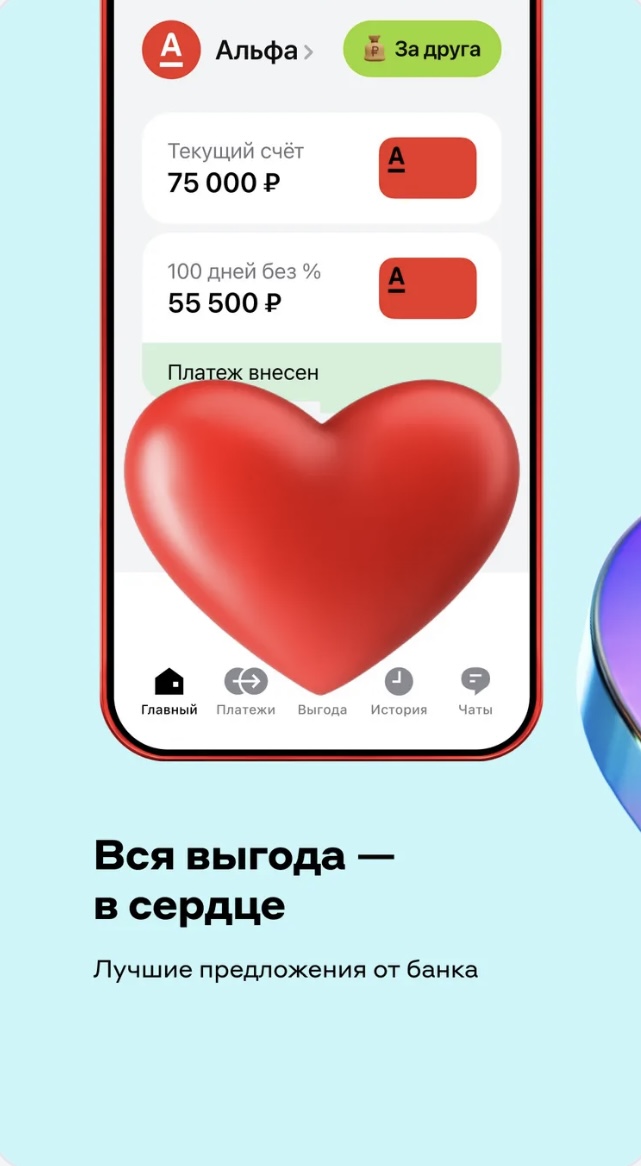 А
Альфа
За друга
Текущий счёт
75 000 ₽
А
100 дней без %
55 500 ₽
А
Платеж внесен
Главный
Платежи
Выгода
История
Чаты
Вся выгода —
в сердце
Лучшие предложения от банка